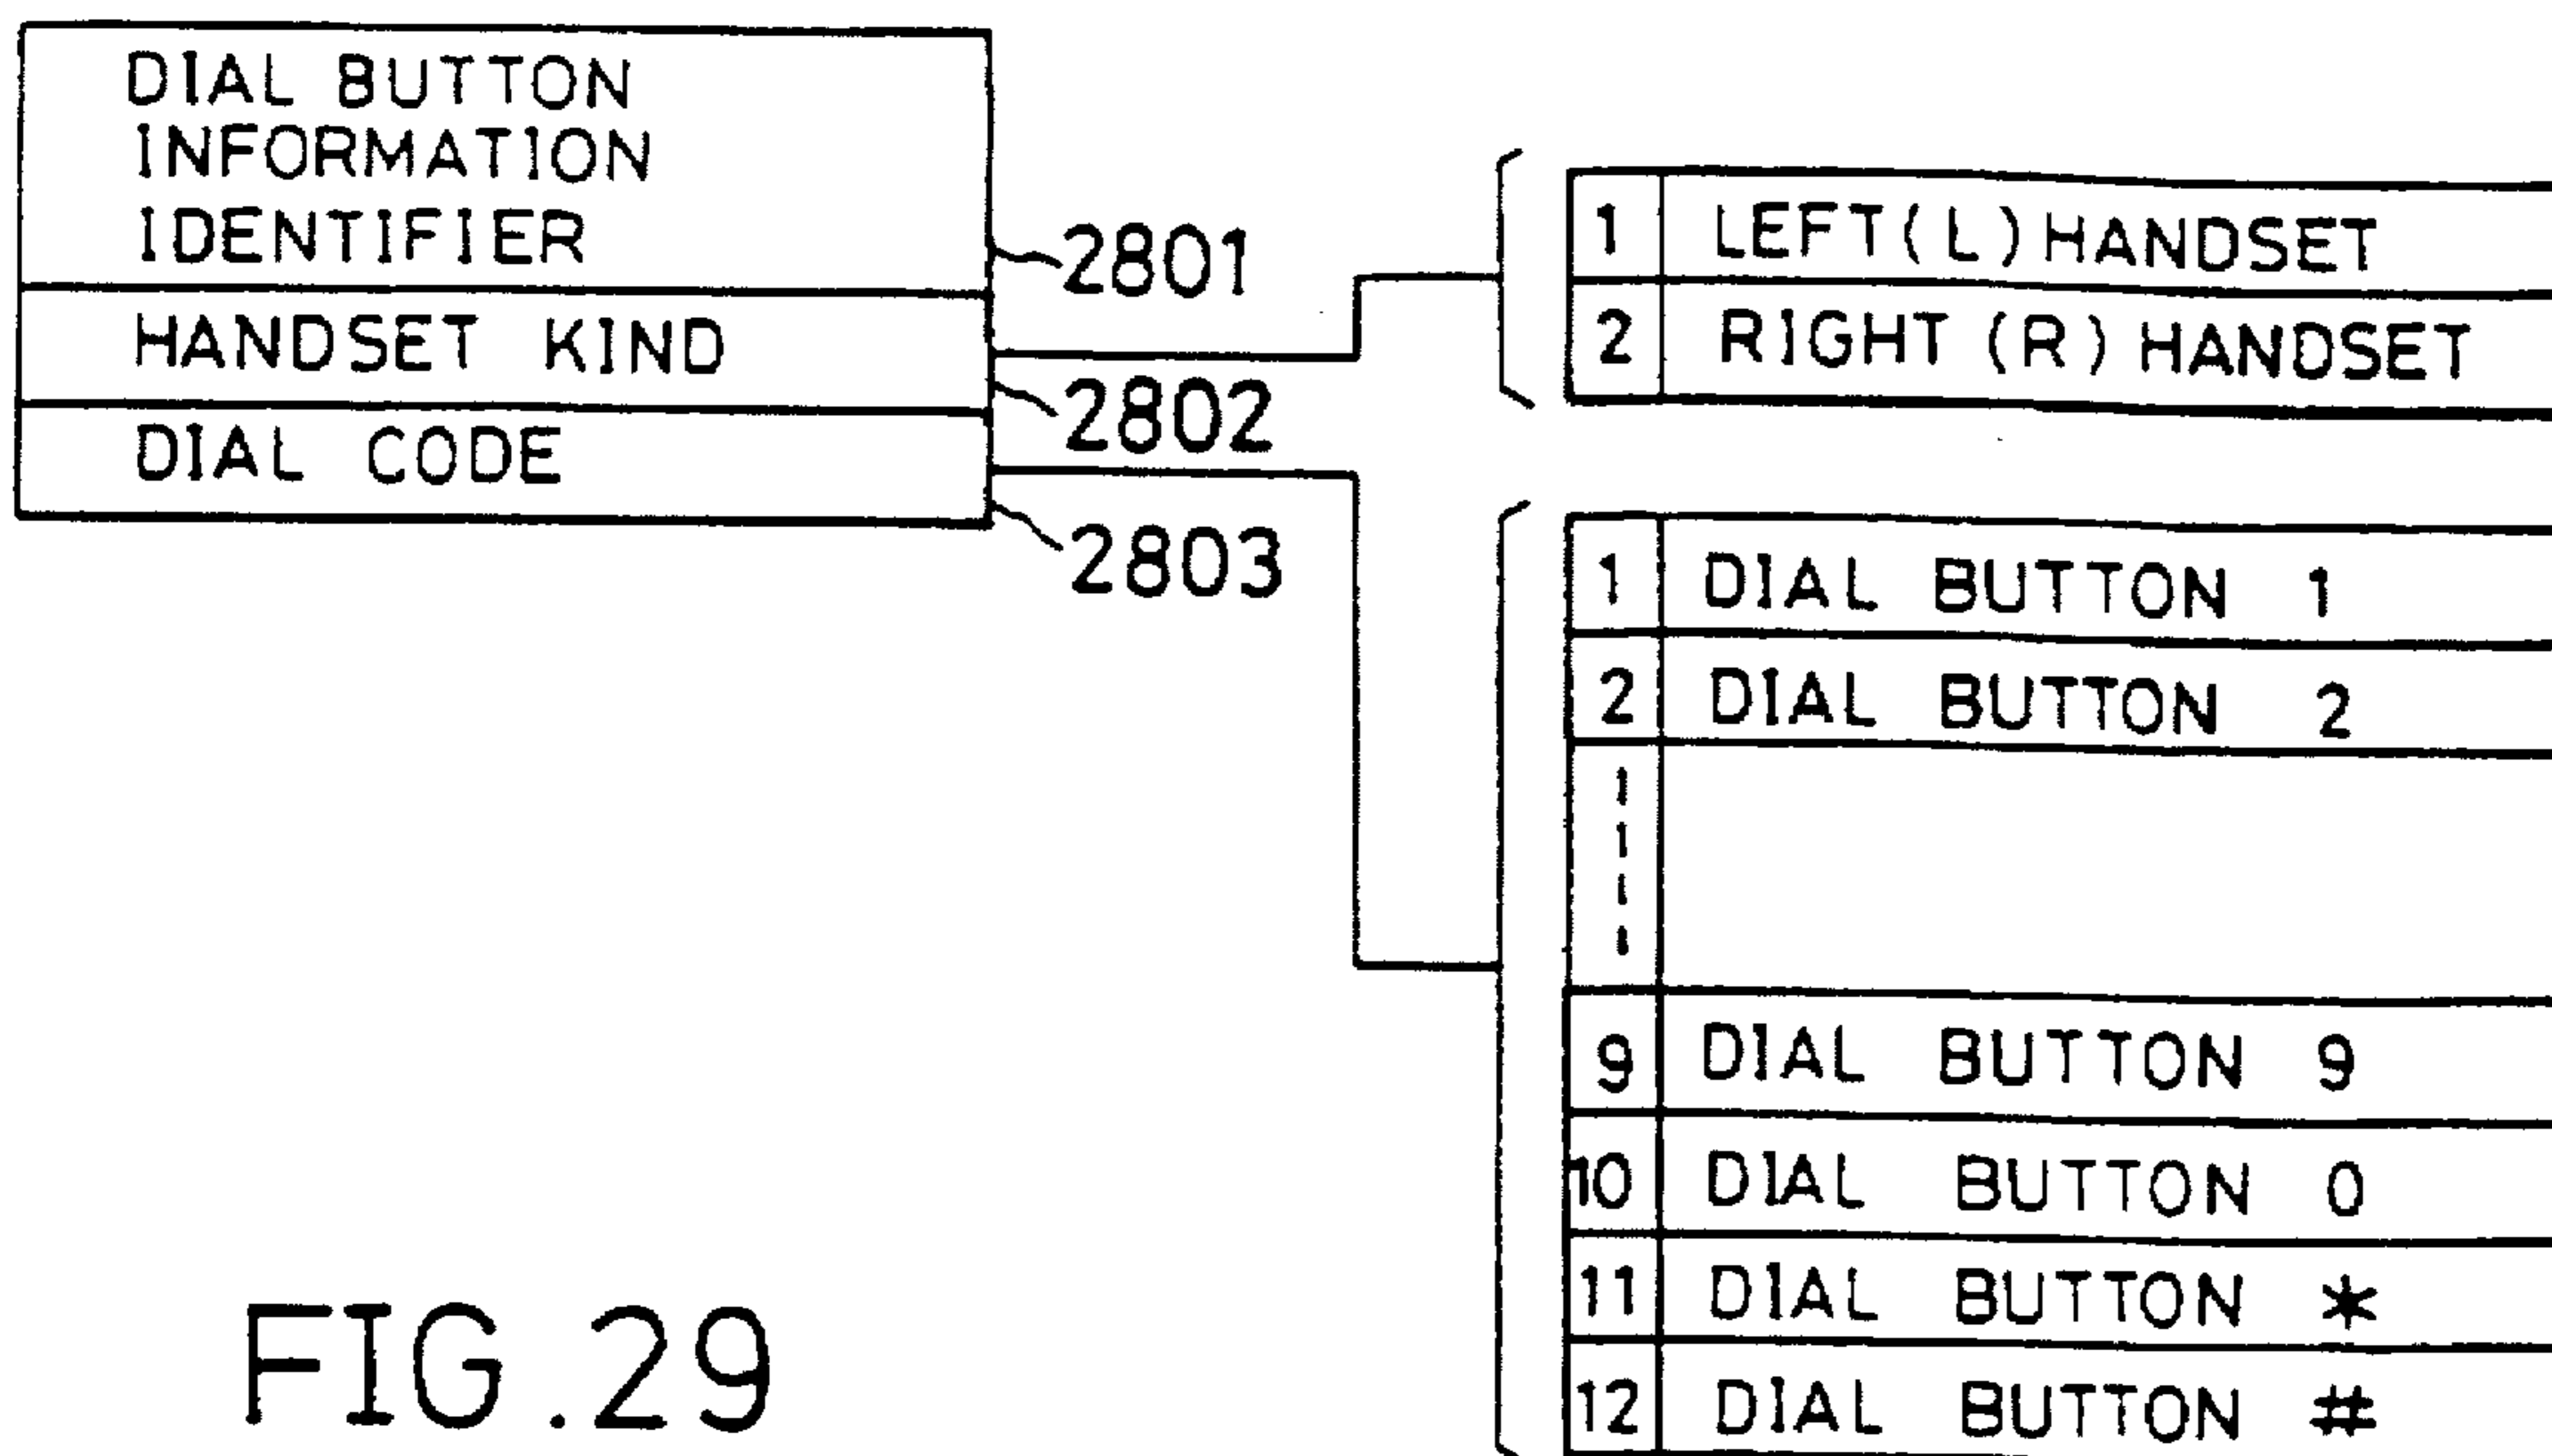 DIAL BUTTON
INFORMATION
IDENTIFIER
2801
HANDSET KIND
2802
DIAL CODE
2803
1 LEFT(L) HANDSET
2 RIGHT (R) HANDSET
1 DIAL BUTTON 1
2 DIAL BUTTON 2
9 DIAL BUTTON 9
10 DIAL BUTTON 0
11 DIAL BUTTON *
12 DIAL BUTTON #
FIG.29